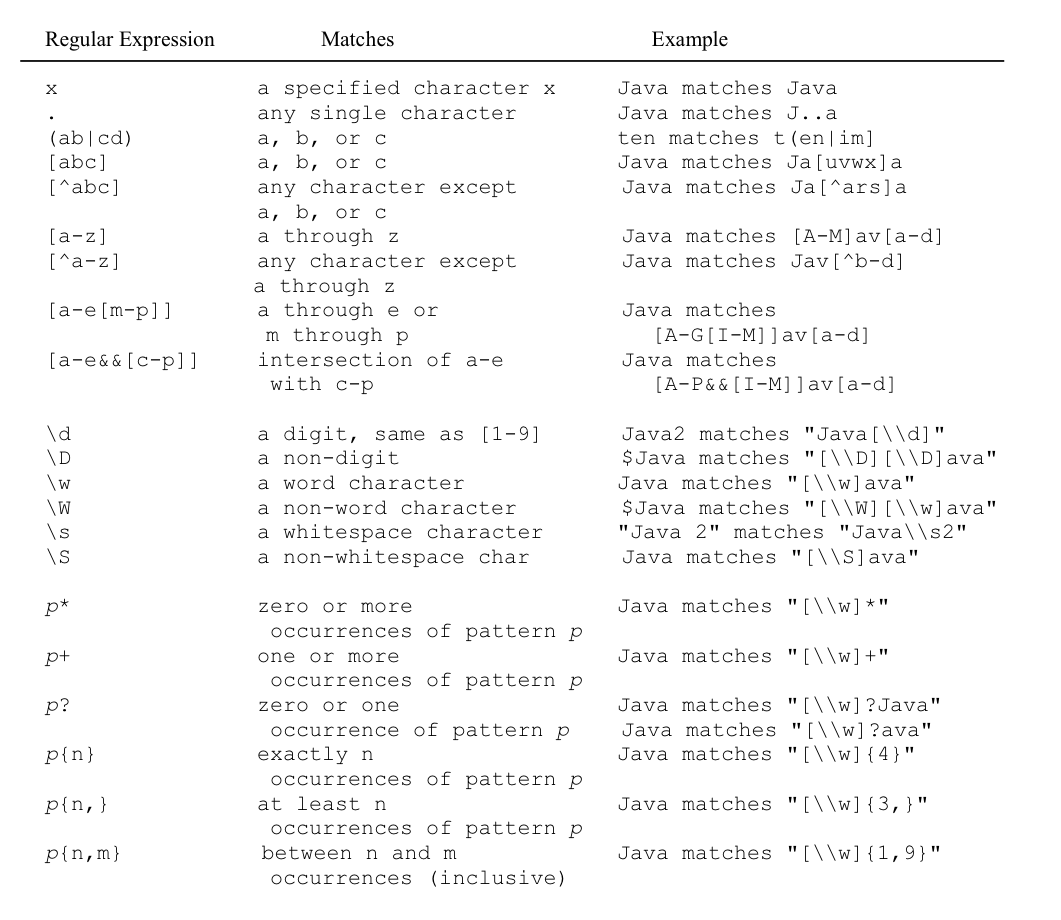 Regular Expression Matches Example
x a specified character x Java matches Java
. any single character Java matches J..a
(ab|cd) a, b, or c ten matches t(en|im]
[abc] a, b, or c Java matches Ja[uvwx]a
[^abc] any character except Java matches Ja[^ars]a
a, b, or c
[a-z] a through z Java matches [A-M]av[a-d]
[^a-z] any character except Java matches Jav[^b-d]
a through z
[a-e[m-p]] a through e or Java matches
m through p [A-G[I-M]]av[a-d]
[a-e&&[c-p]] intersection of a-e Java matches
with c-p [A-P&&[I-M]]av[a-d]
\d a digit, same as [1-9] Java2 matches "Java[\\d]"
\D a non-digit $Java matches "[\\D][\\D]ava"
\w a word character Java matches "[\\w]ava"
\W a non-word character $Java matches "[\\W][\\w]ava"
\s a whitespace character "Java 2" matches "Java\\s2"
\S a non-whitespace char Java matches "[\\S]ava"
p* zero or more Java matches "[\\w]*"
occurrences of pattern p
p+ one or more Java matches "[\\w]+"
occurrences of pattern p
p? zero or one Java matches "[\\w]?Java"
occurrence of pattern p Java matches "[\\w]?ava"
p{n} exactly n Java matches "[\\w]{4}"
occurrences of pattern p
p{n,} at least n Java matches "[\\w]{3,}"
occurrences of pattern p
p{n,m} between n and m Java matches "[\\w]{1,9}"
occurrences (inclusive)